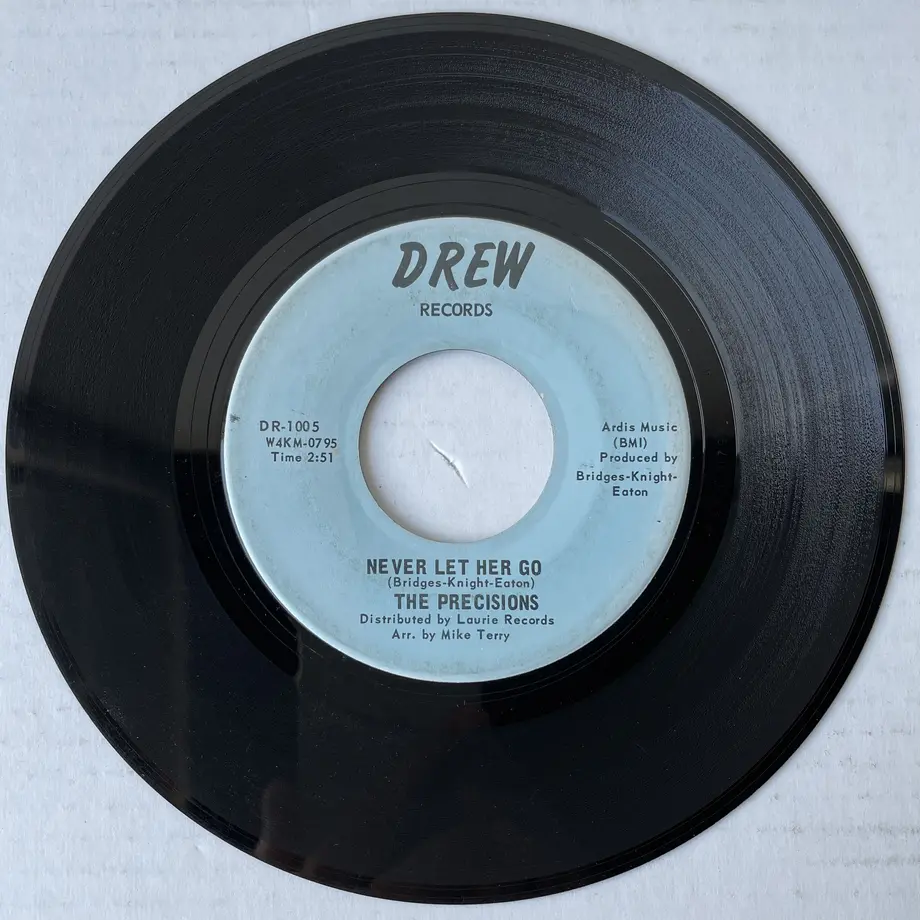 DREW
RECORDS
DR-1005
W4KM-0795
Time 2:51
Ardis Music
(BMI)
Produced by
Bridges-Knight-
Eaton
NEVER LET HER GO
(Bridges-Knight-Eaton)
THE PRECISIONS
Distributed by Laurie Records
Arr. by Mike Terry